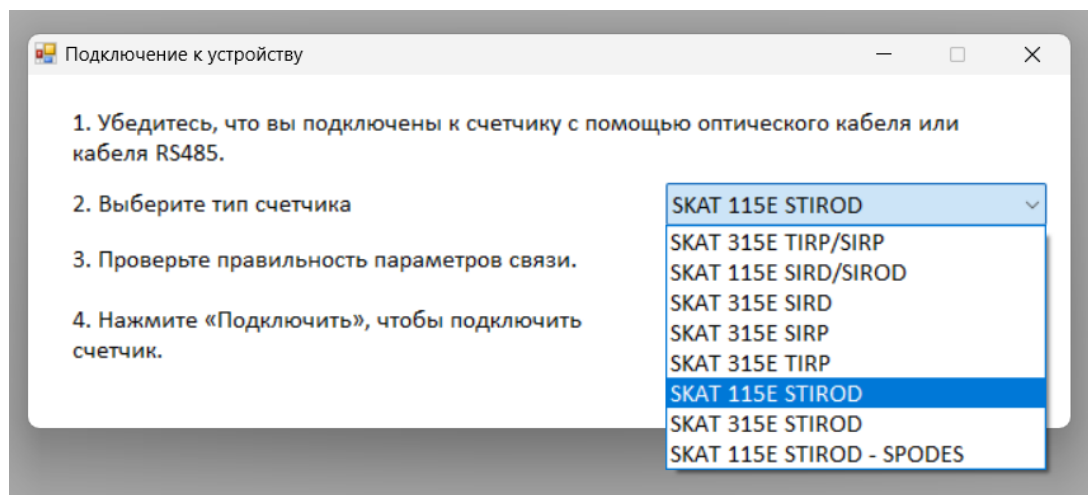 Подключение к устройству
1. Убедитесь, что вы подключены к счетчику с помощью оптического кабеля или
кабеля RS485.
2. Выберите тип счетчика
SKAT 115E STIROD
3. Проверьте правильность параметров связи.
4. Нажмите «Подключить», чтобы подключить
счетчик.
SKAT 315E TIRP/SIRP
SKAT 115E SIRD/SIROD
SKAT 315E SIRD
SKAT 315E SIRP
SKAT 315E TIRP
SKAT 115E STIROD
SKAT 315E STIROD
SKAT 115E STIROD - SPODES